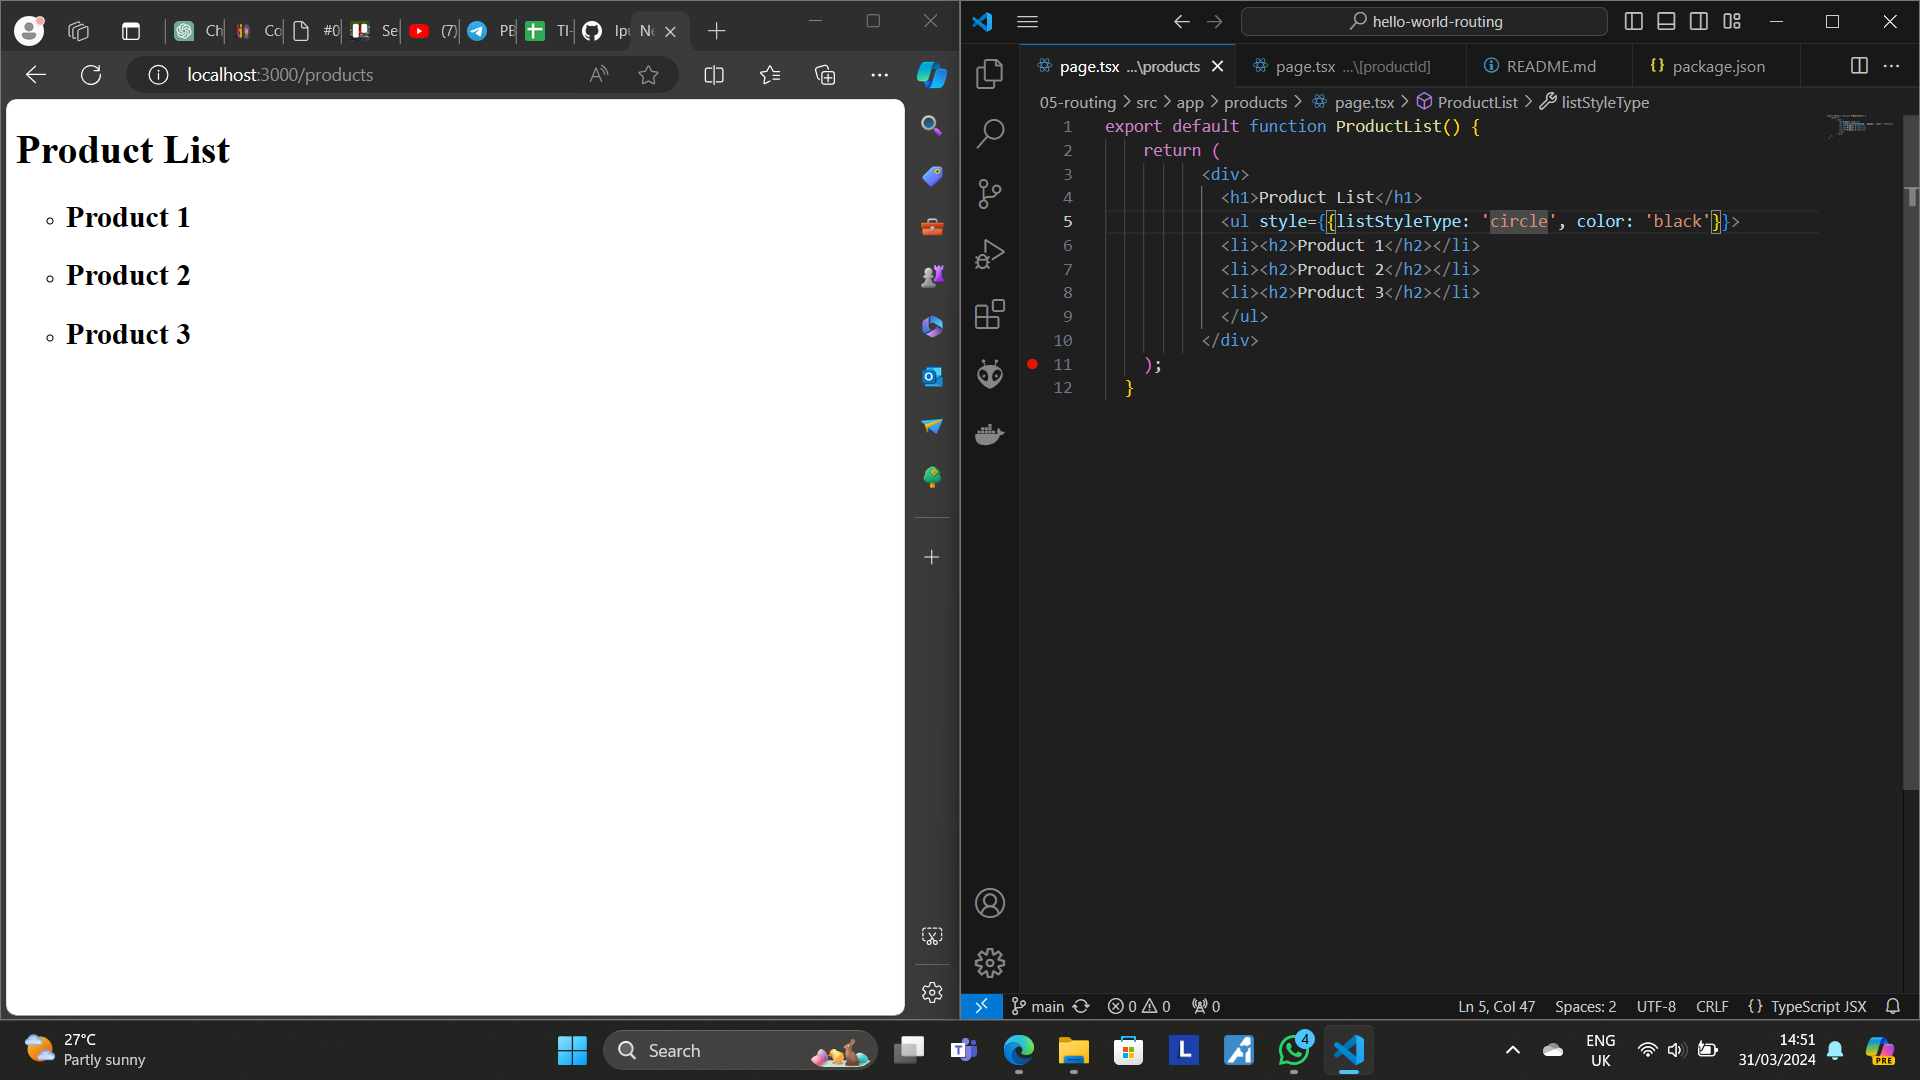 Ch
Co
#0
Se
(7)
PE
TI-
Ipu
Ne
localhost:3000/products
Product List
Product 1
Product 2
Product 3
hello-world-routing
page.tsx ...\products
page.tsx ...\[productId]
README.md
package.json
05-routing > src > app > products > page.tsx > ProductList > listStyleType
1 export default function ProductList() {
2 return (
3 <div>
4 <h1>Product List</h1>
5 <ul style={{listStyleType: 'circle', color: 'black'}}>
6 <li><h2>Product 1</h2></li>
7 <li><h2>Product 2</h2></li>
8 <li><h2>Product 3</h2></li>
9 </ul>
10 </div>
11 );
12 }
main 0 0 0
Ln 5, Col 47 Spaces: 2 UTF-8 CRLF {} TypeScript JSX
27°C
Partly sunny
Search
L
4
ENG
UK
14:51
31/03/2024
PRE